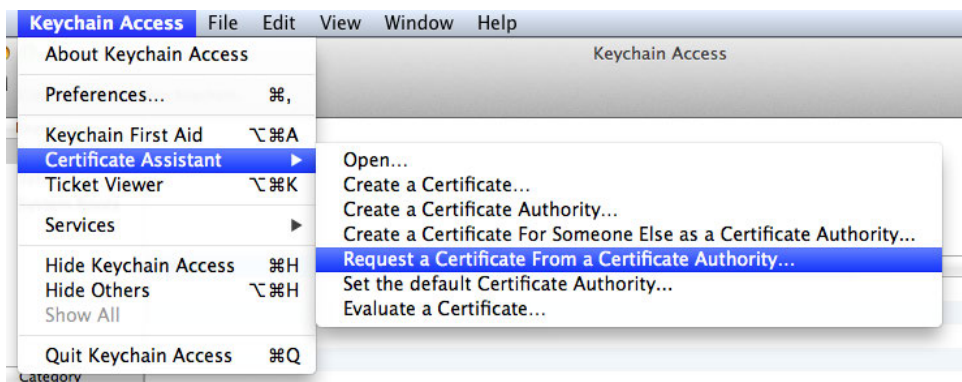 Keychain Access File Edit View Window Help
Keychain Access
About Keychain Access
Preferences... ⌘,
Keychain First Aid ⌥⌘A
Certificate Assistant ▶
Ticket Viewer ⌥⌘K
Services ▶
Hide Keychain Access ⌘H
Hide Others ⌥⌘H
Show All
Quit Keychain Access ⌘Q
Open...
Create a Certificate...
Create a Certificate Authority...
Create a Certificate For Someone Else as a Certificate Authority...
Request a Certificate From a Certificate Authority...
Set the default Certificate Authority...
Evaluate a Certificate...
Category